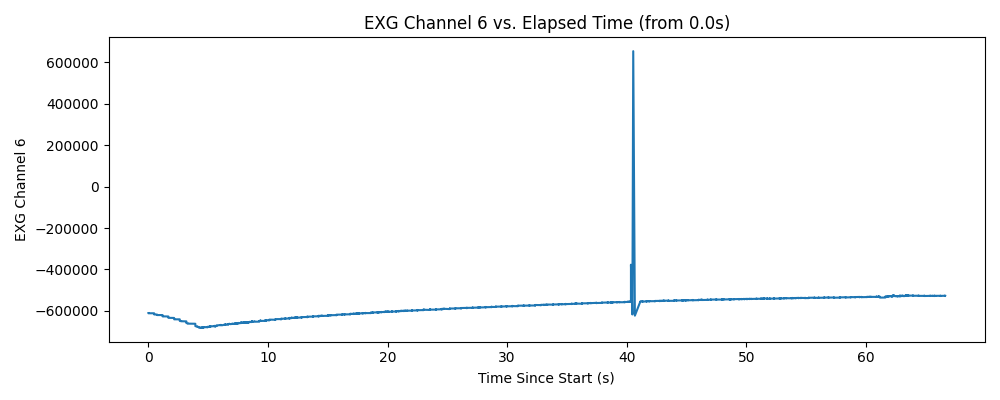 EXG Channel 6 vs. Elapsed Time (from 0.0s)
600000
400000
200000
0
−200000
−400000
−600000
EXG Channel 6
0 10 20 30 40 50 60
Time Since Start (s)